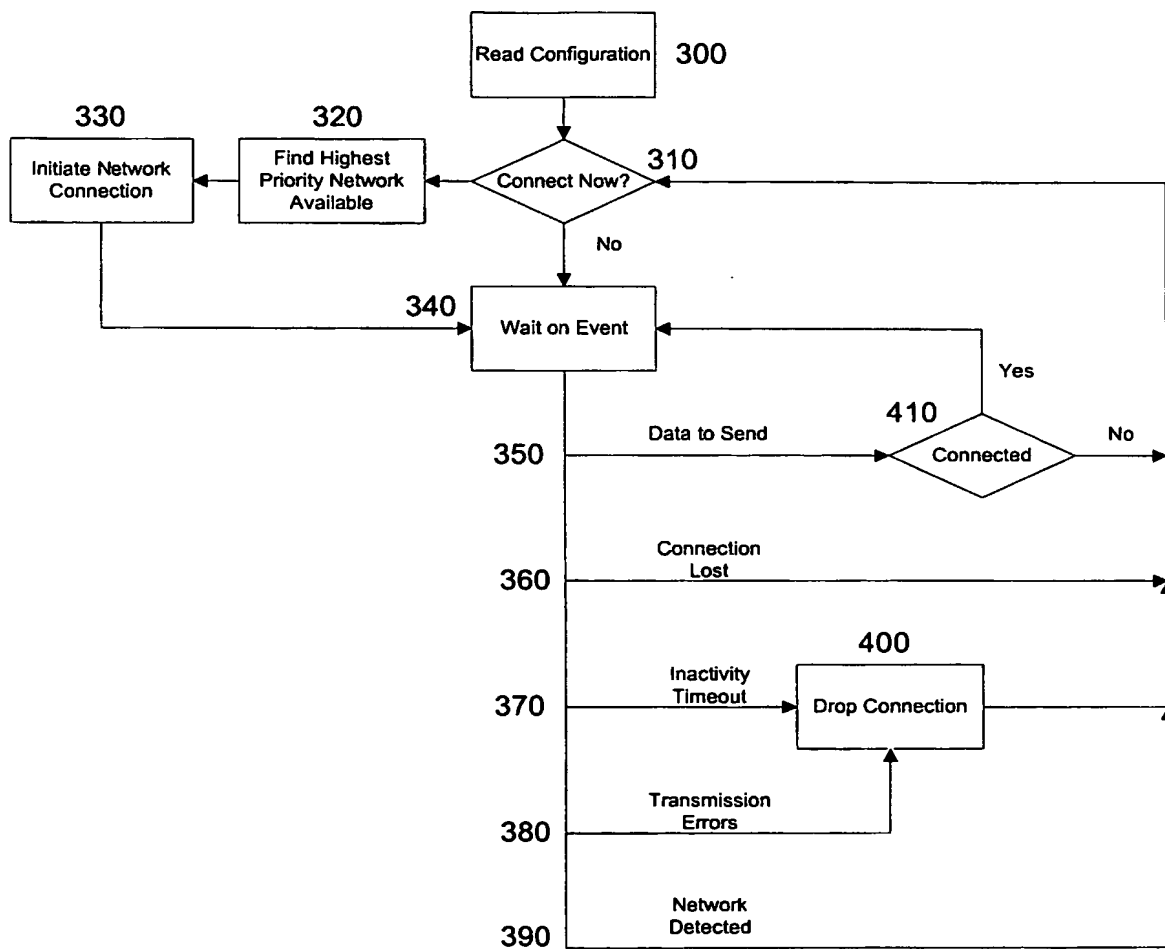 Read Configuration
300
330
320
310
Initiate Network
Connection
Find Highest
Priority Network
Available
Connect Now?
No
340
Wait on Event
Yes
410
350
Data to Send
Connected
No
360
Connection
Lost
400
370
Inactivity
Timeout
Drop Connection
380
Transmission
Errors
390
Network
Detected